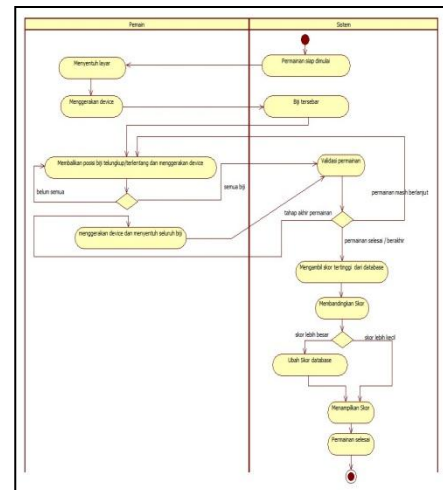 Pemain
Sistem
Permainan siap dimulai
Menyentuh layar
Menggerakan device
Biji tersebar
Membalikan posisi biji telungkup/terlentang dan menggerakan device
Validasi permainan
belum semua
semua biji
permainan masih berlanjut
tahap akhir permainan
menggerakan device dan menyentuh seluruh biji
permainan selesai / berakhir
Mengambil skor tertinggi dari database
Membandingkan Skor
skor lebih besar
skor lebih kecil
Ubah Skor database
Menampilkan Skor
Permainan selesai